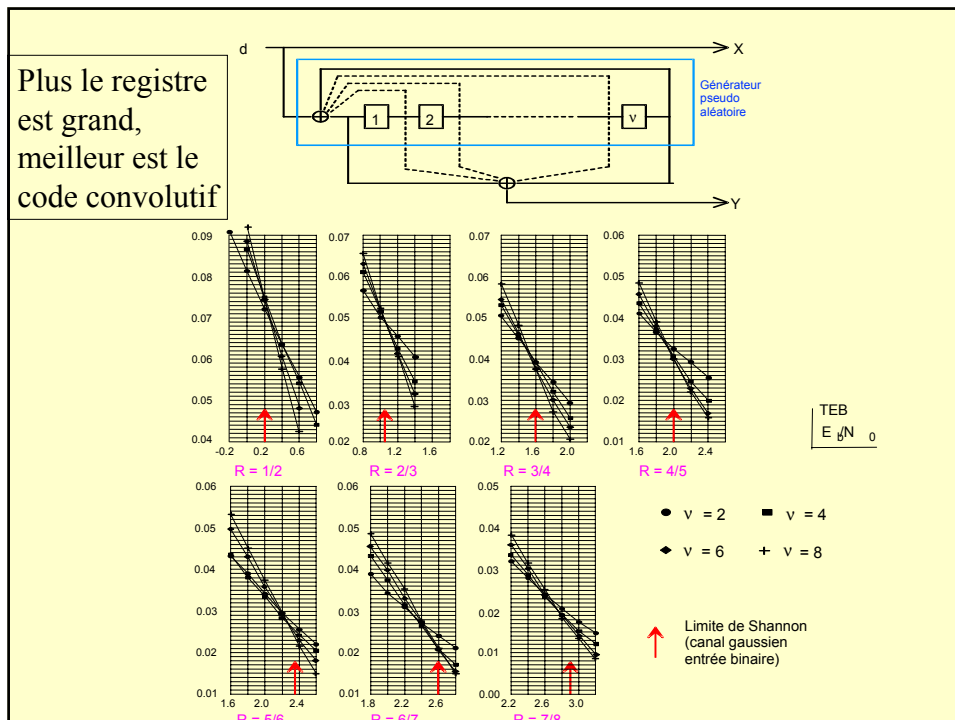 d
X
Plus le registre
est grand,
meilleur est le
code convolutif
Générateur
pseudo
aléatoire
1
2
ν
Y
0.09
0.08
0.07
0.06
0.05
0.04
-0.2 0.2 0.6
R = 1/2
0.07
0.06
0.05
0.04
0.03
0.02
0.8 1.2 1.6
R = 2/3
0.07
0.06
0.05
0.04
0.03
0.02
1.2 1.6 2.0
R = 3/4
0.06
0.05
0.04
0.03
0.02
0.01
1.6 2.0 2.4
R = 4/5
TEB
E b/N 0
0.06
0.05
0.04
0.03
0.02
0.01
1.6 2.0 2.4
R = 5/6
0.06
0.05
0.04
0.03
0.02
0.01
1.8 2.2 2.6
R = 6/7
0.05
0.04
0.03
0.02
0.01
0.00
2.2 2.6 3.0
R = 7/8
ν = 2 ν = 4
ν = 6 ν = 8
Limite de Shannon
(canal gaussien
entrée binaire)